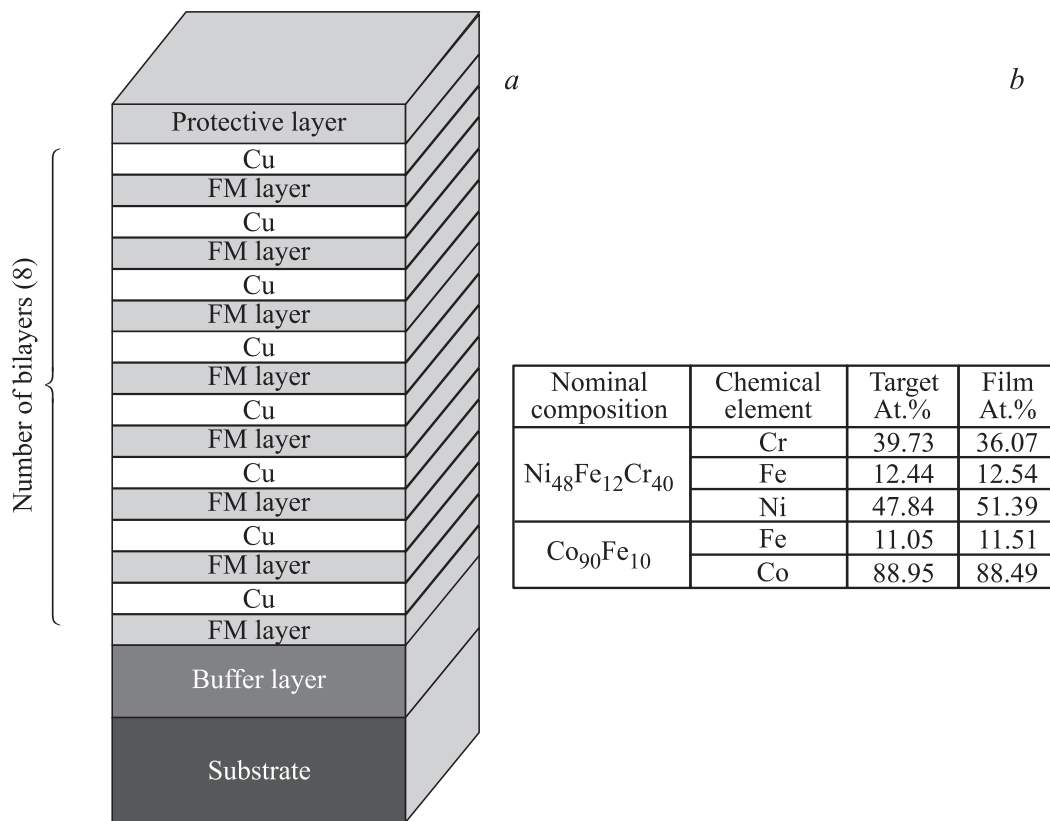 a
b
Protective layer
Cu
FM layer
Cu
FM layer
Cu
FM layer
Cu
FM layer
Cu
FM layer
Cu
FM layer
Cu
FM layer
Cu
FM layer
Buffer layer
Substrate
Number of bilayers (8)
Nominal composition Chemical element Target At.% Film At.%
Ni48Fe12Cr40 Cr 39.73 36.07
Fe 12.44 12.54
Ni 47.84 51.39
Co90Fe10 Fe 11.05 11.51
Co 88.95 88.49